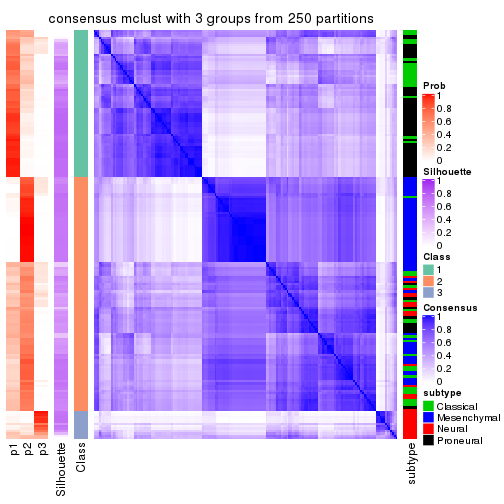 consensus mclust with 3 groups from 250 partitions
Prob
1
0.8
0.6
0.4
0.2
0
Silhouette
1
0.8
0.6
0.4
0.2
0
Class
1
2
3
Consensus
1
0.8
0.6
0.4
0.2
0
subtype
Classical
Mesenchymal
Neural
Proneural
p1
p2
p3
Silhouette
Class
subtype